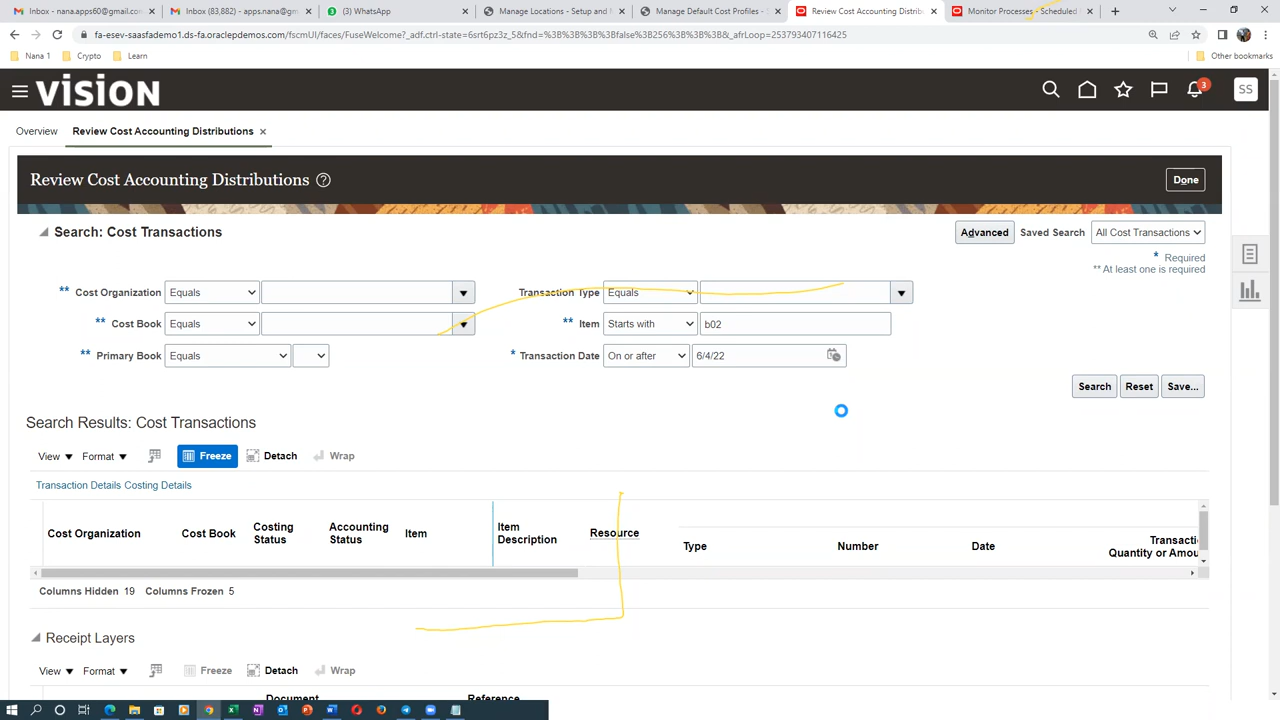 Inbox - nana.apps60@gmail.com
Inbox (83,882) - apps.na@gm
(3) WhatsApp
Manage Locations - Setup and M
Manage Default Cost Profiles - S
Review Cost Accounting Distribu
Monitor Processes - Scheduled
fa-esev-saasfademo1.ds-fa.oraclepdemos.com/fscmUI/faces/FuseWelcome?_adf.ctrl-state=6srt6pz3z_5&fnd=%3B%3B%3B%3Bfalse%3B256%3B%3B%3B&_afrLoop=253793407116425
Nana 1
Crypto
Learn
Other bookmarks
VISION
3
SS
Overview
Review Cost Accounting Distributions
Review Cost Accounting Distributions
?
Done
Search: Cost Transactions
Advanced
Saved Search
All Cost Transactions
* Required
** At least one is required
** Cost Organization
Equals
Transaction Type
Equals
** Cost Book
Equals
** Item
Starts with
b02
** Primary Book
Equals
* Transaction Date
On or after
6/4/22
Search
Reset
Save...
Search Results: Cost Transactions
View
Format
Freeze
Detach
Wrap
Transaction Details Costing Details
Cost Organization
Cost Book
Costing
Status
Accounting
Status
Item
Item
Description
Resource
Type
Number
Date
Transacti
Quantity or Amou
Columns Hidden 19
Columns Frozen 5
Receipt Layers
View
Format
Freeze
Detach
Wrap
Document
Reference